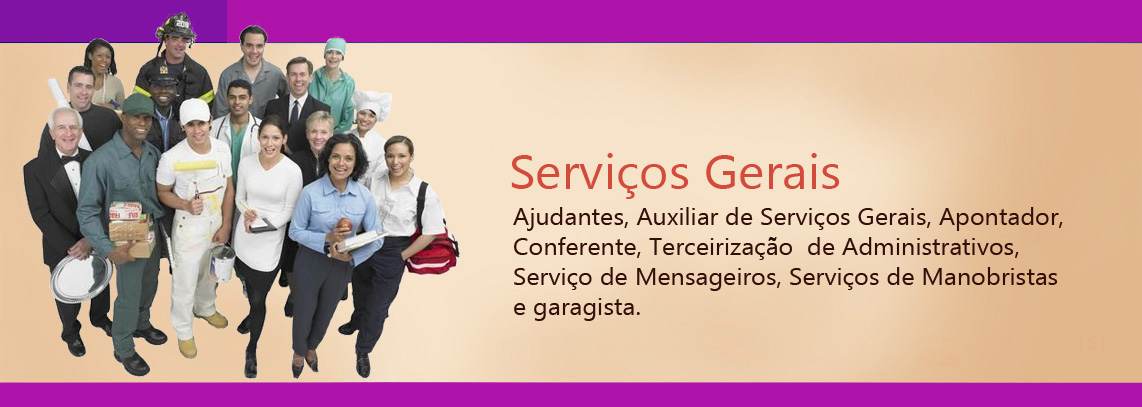 Serviços Gerais
Ajudantes, Auxiliar de Serviços Gerais, Apontador,
Conferente, Terceirização  de Administrativos,
Serviço de Mensageiros, Serviços de Manobristas
e garagista.